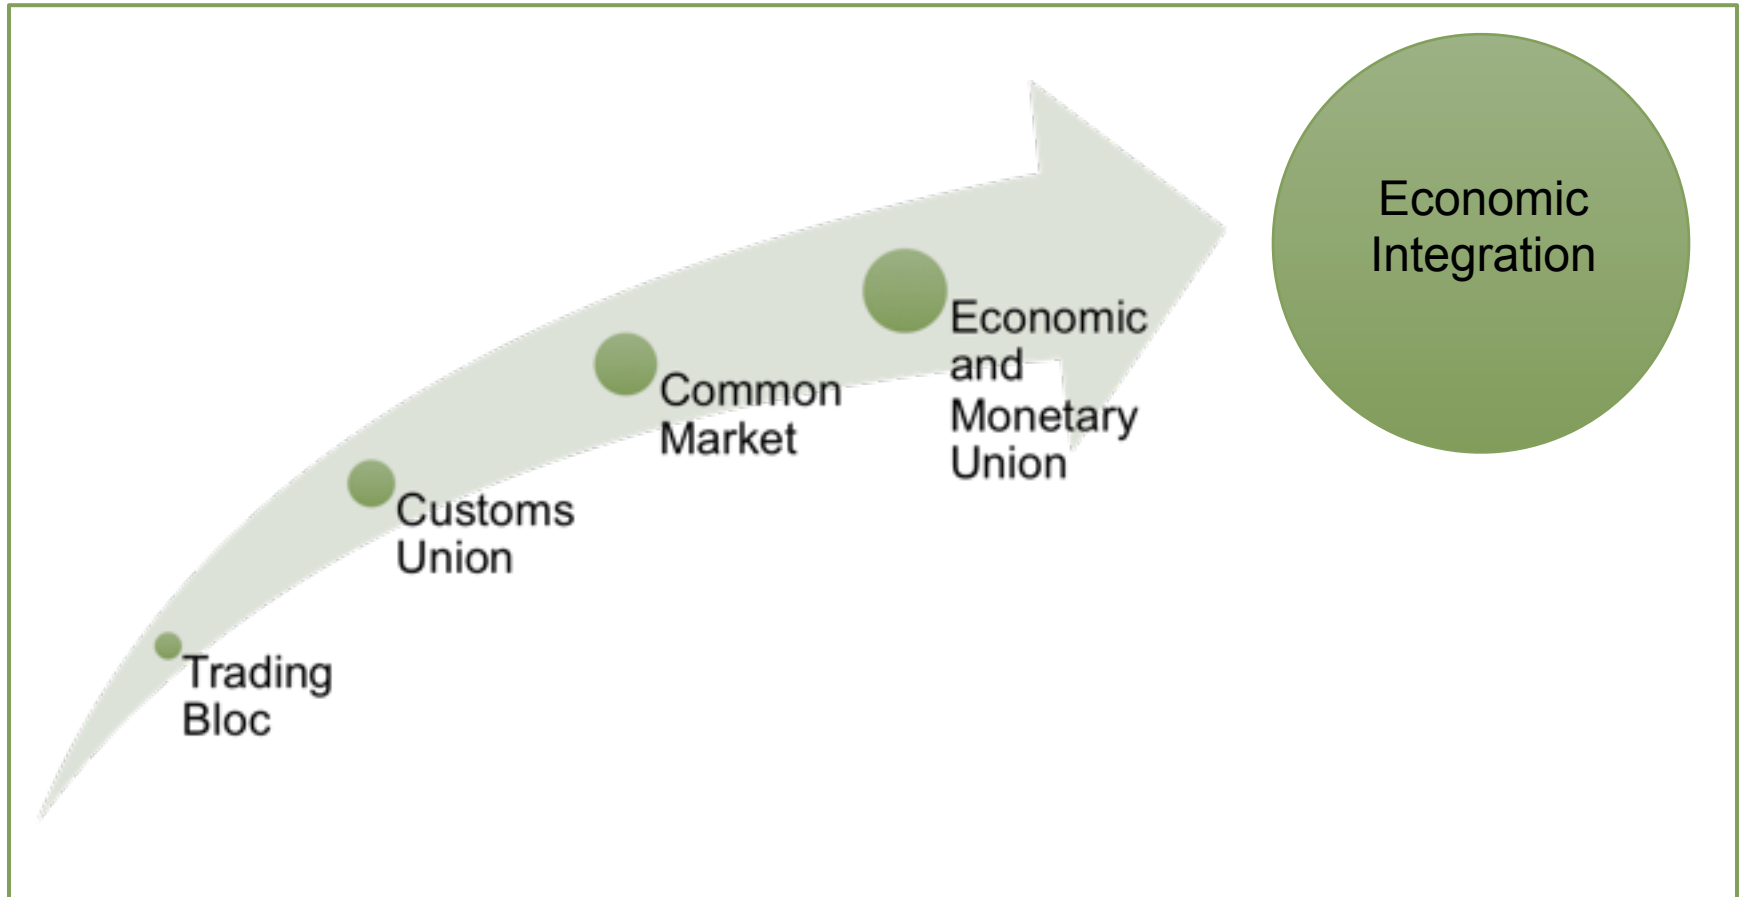 Trading
Bloc
Customs
Union
Common
Market
Economic
and
Monetary
Union
Economic
Integration